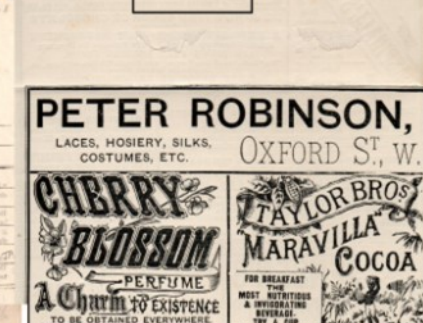 PETER ROBINSON,
LACES, HOSIERY, SILKS,
COSTUMES, ETC.
OXFORD ST., W.
CHERRY
BLOSSOM
PERFUME
A Charm TO EXISTENCE
TO BE OBTAINED EVERYWHERE.
TAYLOR BROS
MARAVILLA
COCOA
FOR BREAKFAST
THE
MOST NUTRITIOUS
& INVIGORATING
BEVERAGE.